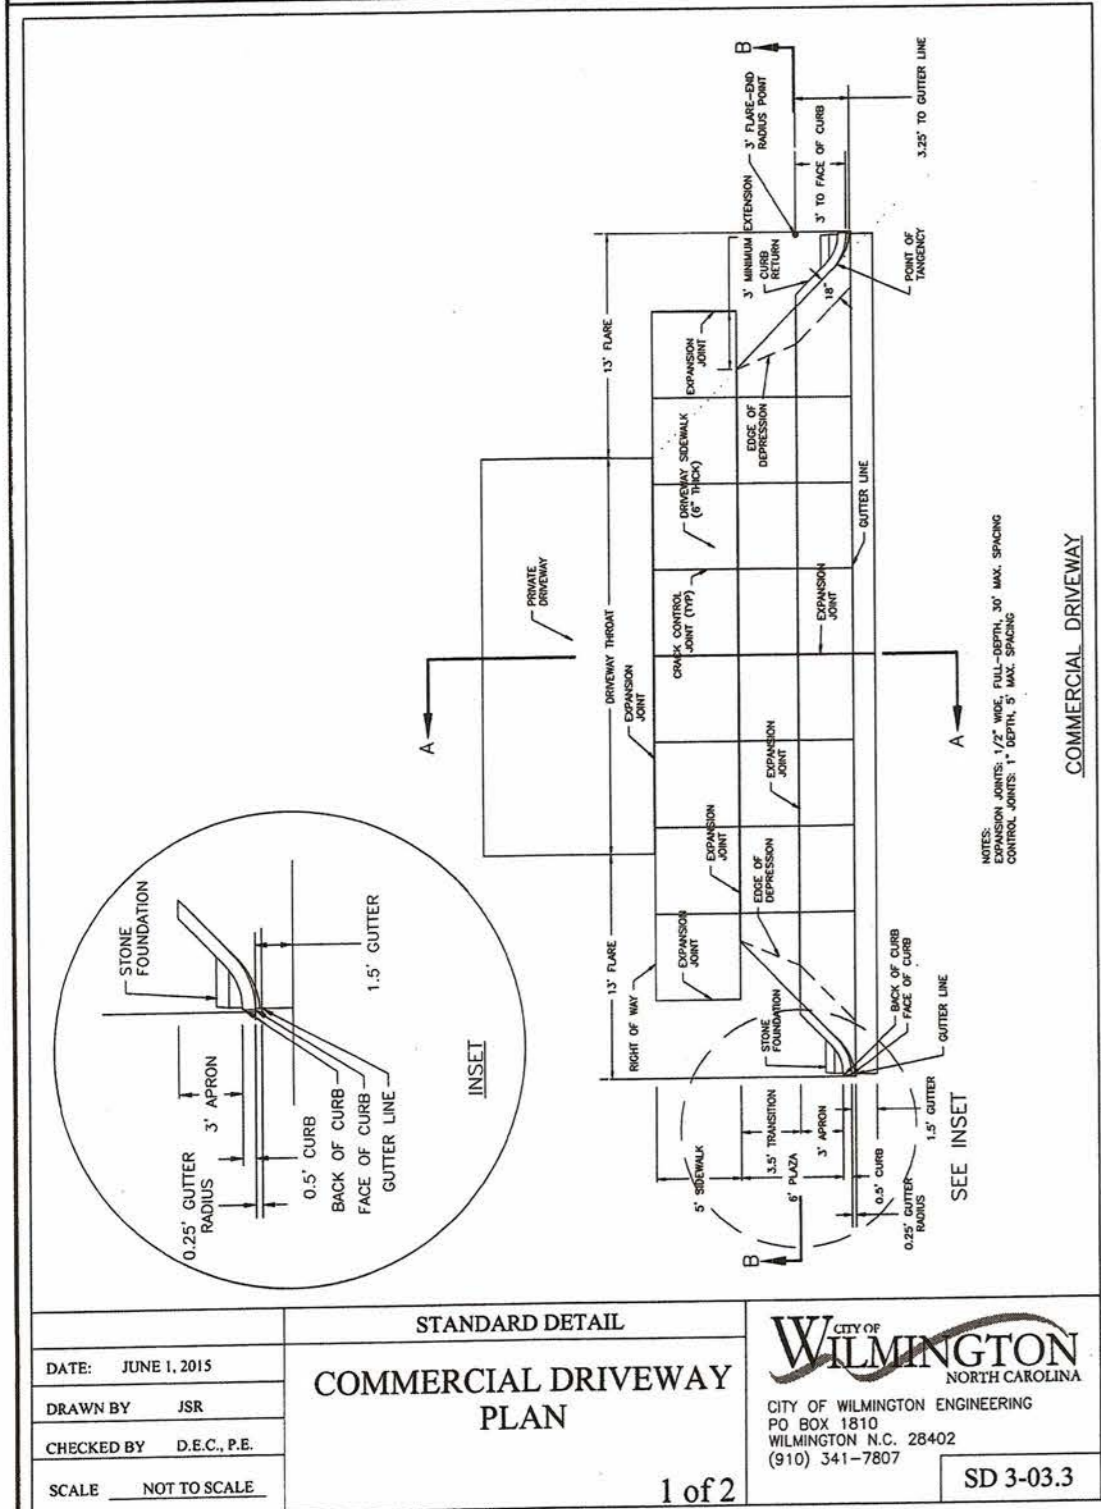 B
3' FLARE-END
RADIUS POINT
3.25' TO GUTTER LINE
3' TO FACE OF CURB
3' MINIMUM EXTENSION
CURB
RETURN
18"
POINT OF
TANGENCY
13' FLARE
EXPANSION
JOINT
EDGE OF
DEPRESSION
DRIVEWAY SIDEWALK
(6" THICK)
GUTTER LINE
PRIVATE
DRIVEWAY
CRACK CONTROL
JOINT (TYP)
EXPANSION
JOINT
DRIVEWAY THROAT
EXPANSION
JOINT
A
A
EXPANSION
JOINT
EXPANSION
JOINT
EDGE OF
DEPRESSION
13' FLARE
EXPANSION
JOINT
RIGHT OF WAY
STONE
FOUNDATION
BACK OF CURB
FACE OF CURB
GUTTER LINE
5' SIDEWALK
3.5' TRANSITION
6' PLAZA
3' APRON
0.5' CURB
0.25' GUTTER
RADIUS
1.5' GUTTER
SEE INSET
B
STONE
FOUNDATION
1.5' GUTTER
3' APRON
0.25' GUTTER
RADIUS
0.5' CURB
BACK OF CURB
FACE OF CURB
GUTTER LINE
INSET
NOTES:
EXPANSION JOINTS: 1/2" WIDE, FULL-DEPTH, 30' MAX. SPACING
CONTROL JOINTS: 1" DEPTH, 5' MAX. SPACING
COMMERCIAL DRIVEWAY
STANDARD DETAIL
COMMERCIAL DRIVEWAY
PLAN
1 of 2
DATE: JUNE 1, 2015
DRAWN BY JSR
CHECKED BY D.E.C., P.E.
SCALE NOT TO SCALE
CITY OF
WILMINGTON
NORTH CAROLINA
CITY OF WILMINGTON ENGINEERING
PO BOX 1810
WILMINGTON N.C. 28402
(910) 341-7807
SD 3-03.3